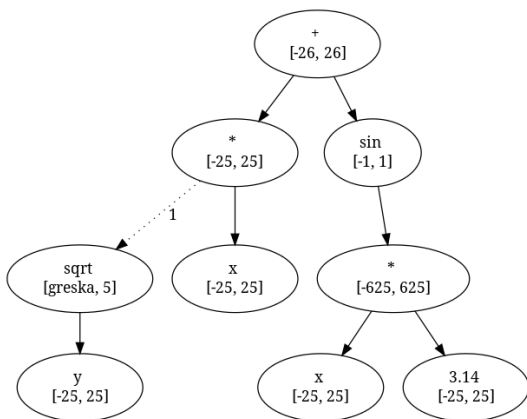 +
[-26, 26]
*
[-25, 25]
sin
[-1, 1]
1
sqrt
[greska, 5]
x
[-25, 25]
*
[-625, 625]
y
[-25, 25]
x
[-25, 25]
3.14
[-25, 25]